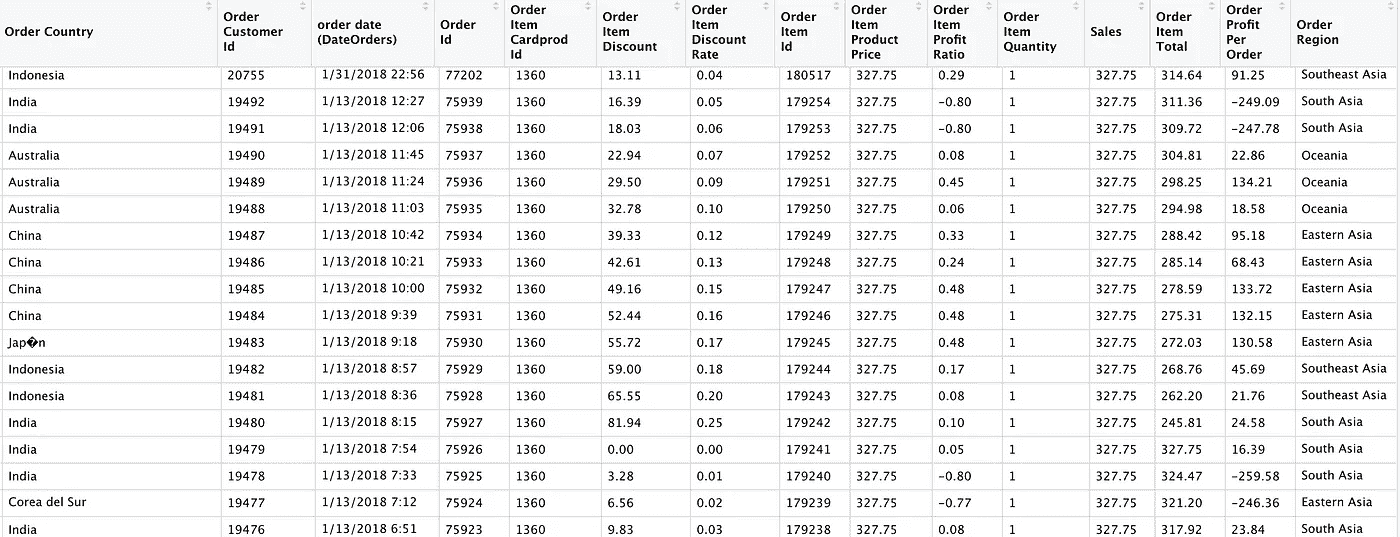 Order Country Order Customer Id order date (DateOrders) Order Id Order Item Cardprod Id Order Item Discount Order Item Discount Rate Order Item Id Order Item Product Price Order Item Profit Ratio Order Item Quantity Sales Order Item Total Order Profit Per Order Order Region
Indonesia 20755 1/31/2018 22:56 77202 1360 13.11 0.04 180517 327.75 0.29 1 327.75 314.64 91.25 Southeast Asia
India 19492 1/13/2018 12:27 75939 1360 16.39 0.05 179254 327.75 −0.80 1 327.75 311.36 −249.09 South Asia
India 19491 1/13/2018 12:06 75938 1360 18.03 0.06 179253 327.75 −0.80 1 327.75 309.72 −247.78 South Asia
Australia 19490 1/13/2018 11:45 75937 1360 22.94 0.07 179252 327.75 0.08 1 327.75 304.81 22.86 Oceania
Australia 19489 1/13/2018 11:24 75936 1360 29.50 0.09 179251 327.75 0.45 1 327.75 298.25 134.21 Oceania
Australia 19488 1/13/2018 11:03 75935 1360 32.78 0.10 179250 327.75 0.06 1 327.75 294.98 18.58 Oceania
China 19487 1/13/2018 10:42 75934 1360 39.33 0.12 179249 327.75 0.33 1 327.75 288.42 95.18 Eastern Asia
China 19486 1/13/2018 10:21 75933 1360 42.61 0.13 179248 327.75 0.24 1 327.75 285.14 68.43 Eastern Asia
China 19485 1/13/2018 10:00 75932 1360 49.16 0.15 179247 327.75 0.48 1 327.75 278.59 133.72 Eastern Asia
China 19484 1/13/2018 9:39 75931 1360 52.44 0.16 179246 327.75 0.48 1 327.75 275.31 132.15 Eastern Asia
Jap�n 19483 1/13/2018 9:18 75930 1360 55.72 0.17 179245 327.75 0.48 1 327.75 272.03 130.58 Eastern Asia
Indonesia 19482 1/13/2018 8:57 75929 1360 59.00 0.18 179244 327.75 0.17 1 327.75 268.76 45.69 Southeast Asia
Indonesia 19481 1/13/2018 8:36 75928 1360 65.55 0.20 179243 327.75 0.08 1 327.75 262.20 21.76 Southeast Asia
India 19480 1/13/2018 8:15 75927 1360 81.94 0.25 179242 327.75 0.10 1 327.75 245.81 24.58 South Asia
India 19479 1/13/2018 7:54 75926 1360 0.00 0.00 179241 327.75 0.05 1 327.75 327.75 16.39 South Asia
India 19478 1/13/2018 7:33 75925 1360 3.28 0.01 179240 327.75 −0.80 1 327.75 324.47 −259.58 South Asia
Corea del Sur 19477 1/13/2018 7:12 75924 1360 6.56 0.02 179239 327.75 −0.77 1 327.75 321.20 −246.36 Eastern Asia
India 19476 1/13/2018 6:51 75923 1360 9.83 0.03 179238 327.75 0.08 1 327.75 317.92 23.84 South Asia